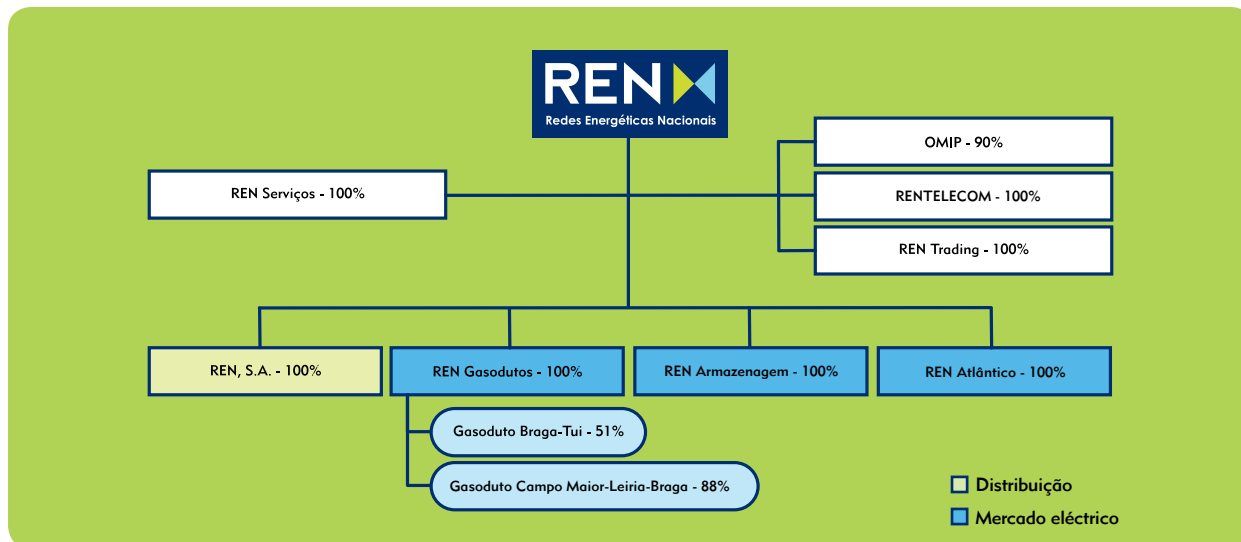 REN
Redes Energéticas Nacionais
OMIP - 90%
REN Serviços - 100%
RENTELECOM - 100%
REN Trading - 100%
REN, S.A. - 100%
REN Gasodutos - 100%
REN Armazenagem - 100%
REN Atlântico - 100%
Gasoduto Braga-Tui - 51%
Gasoduto Campo Maior-Leiria-Braga - 88%
Distribuição
Mercado eléctrico